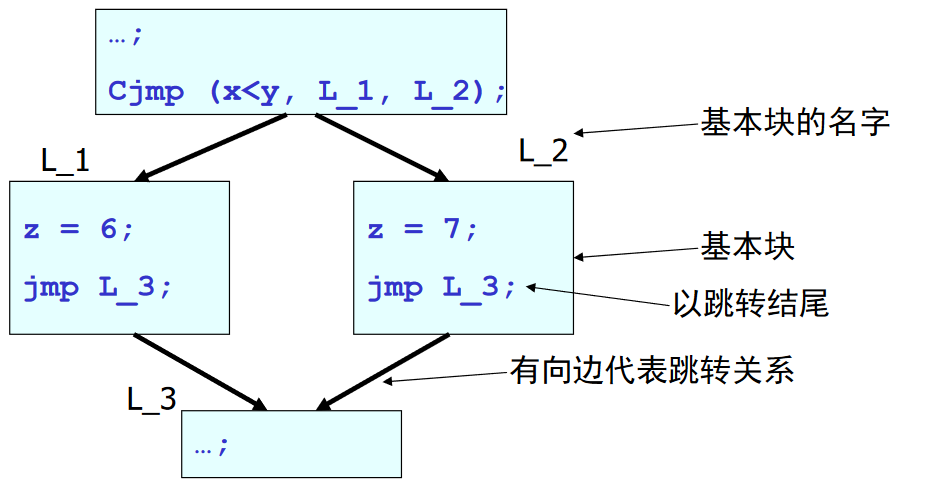 …;
Cjmp (x<y, L_1, L_2);
基本块的名字
L_1
L_2
z = 6;
jmp L_3;
z = 7;
jmp L_3;
基本块
以跳转结尾
有向边代表跳转关系
L_3
…;